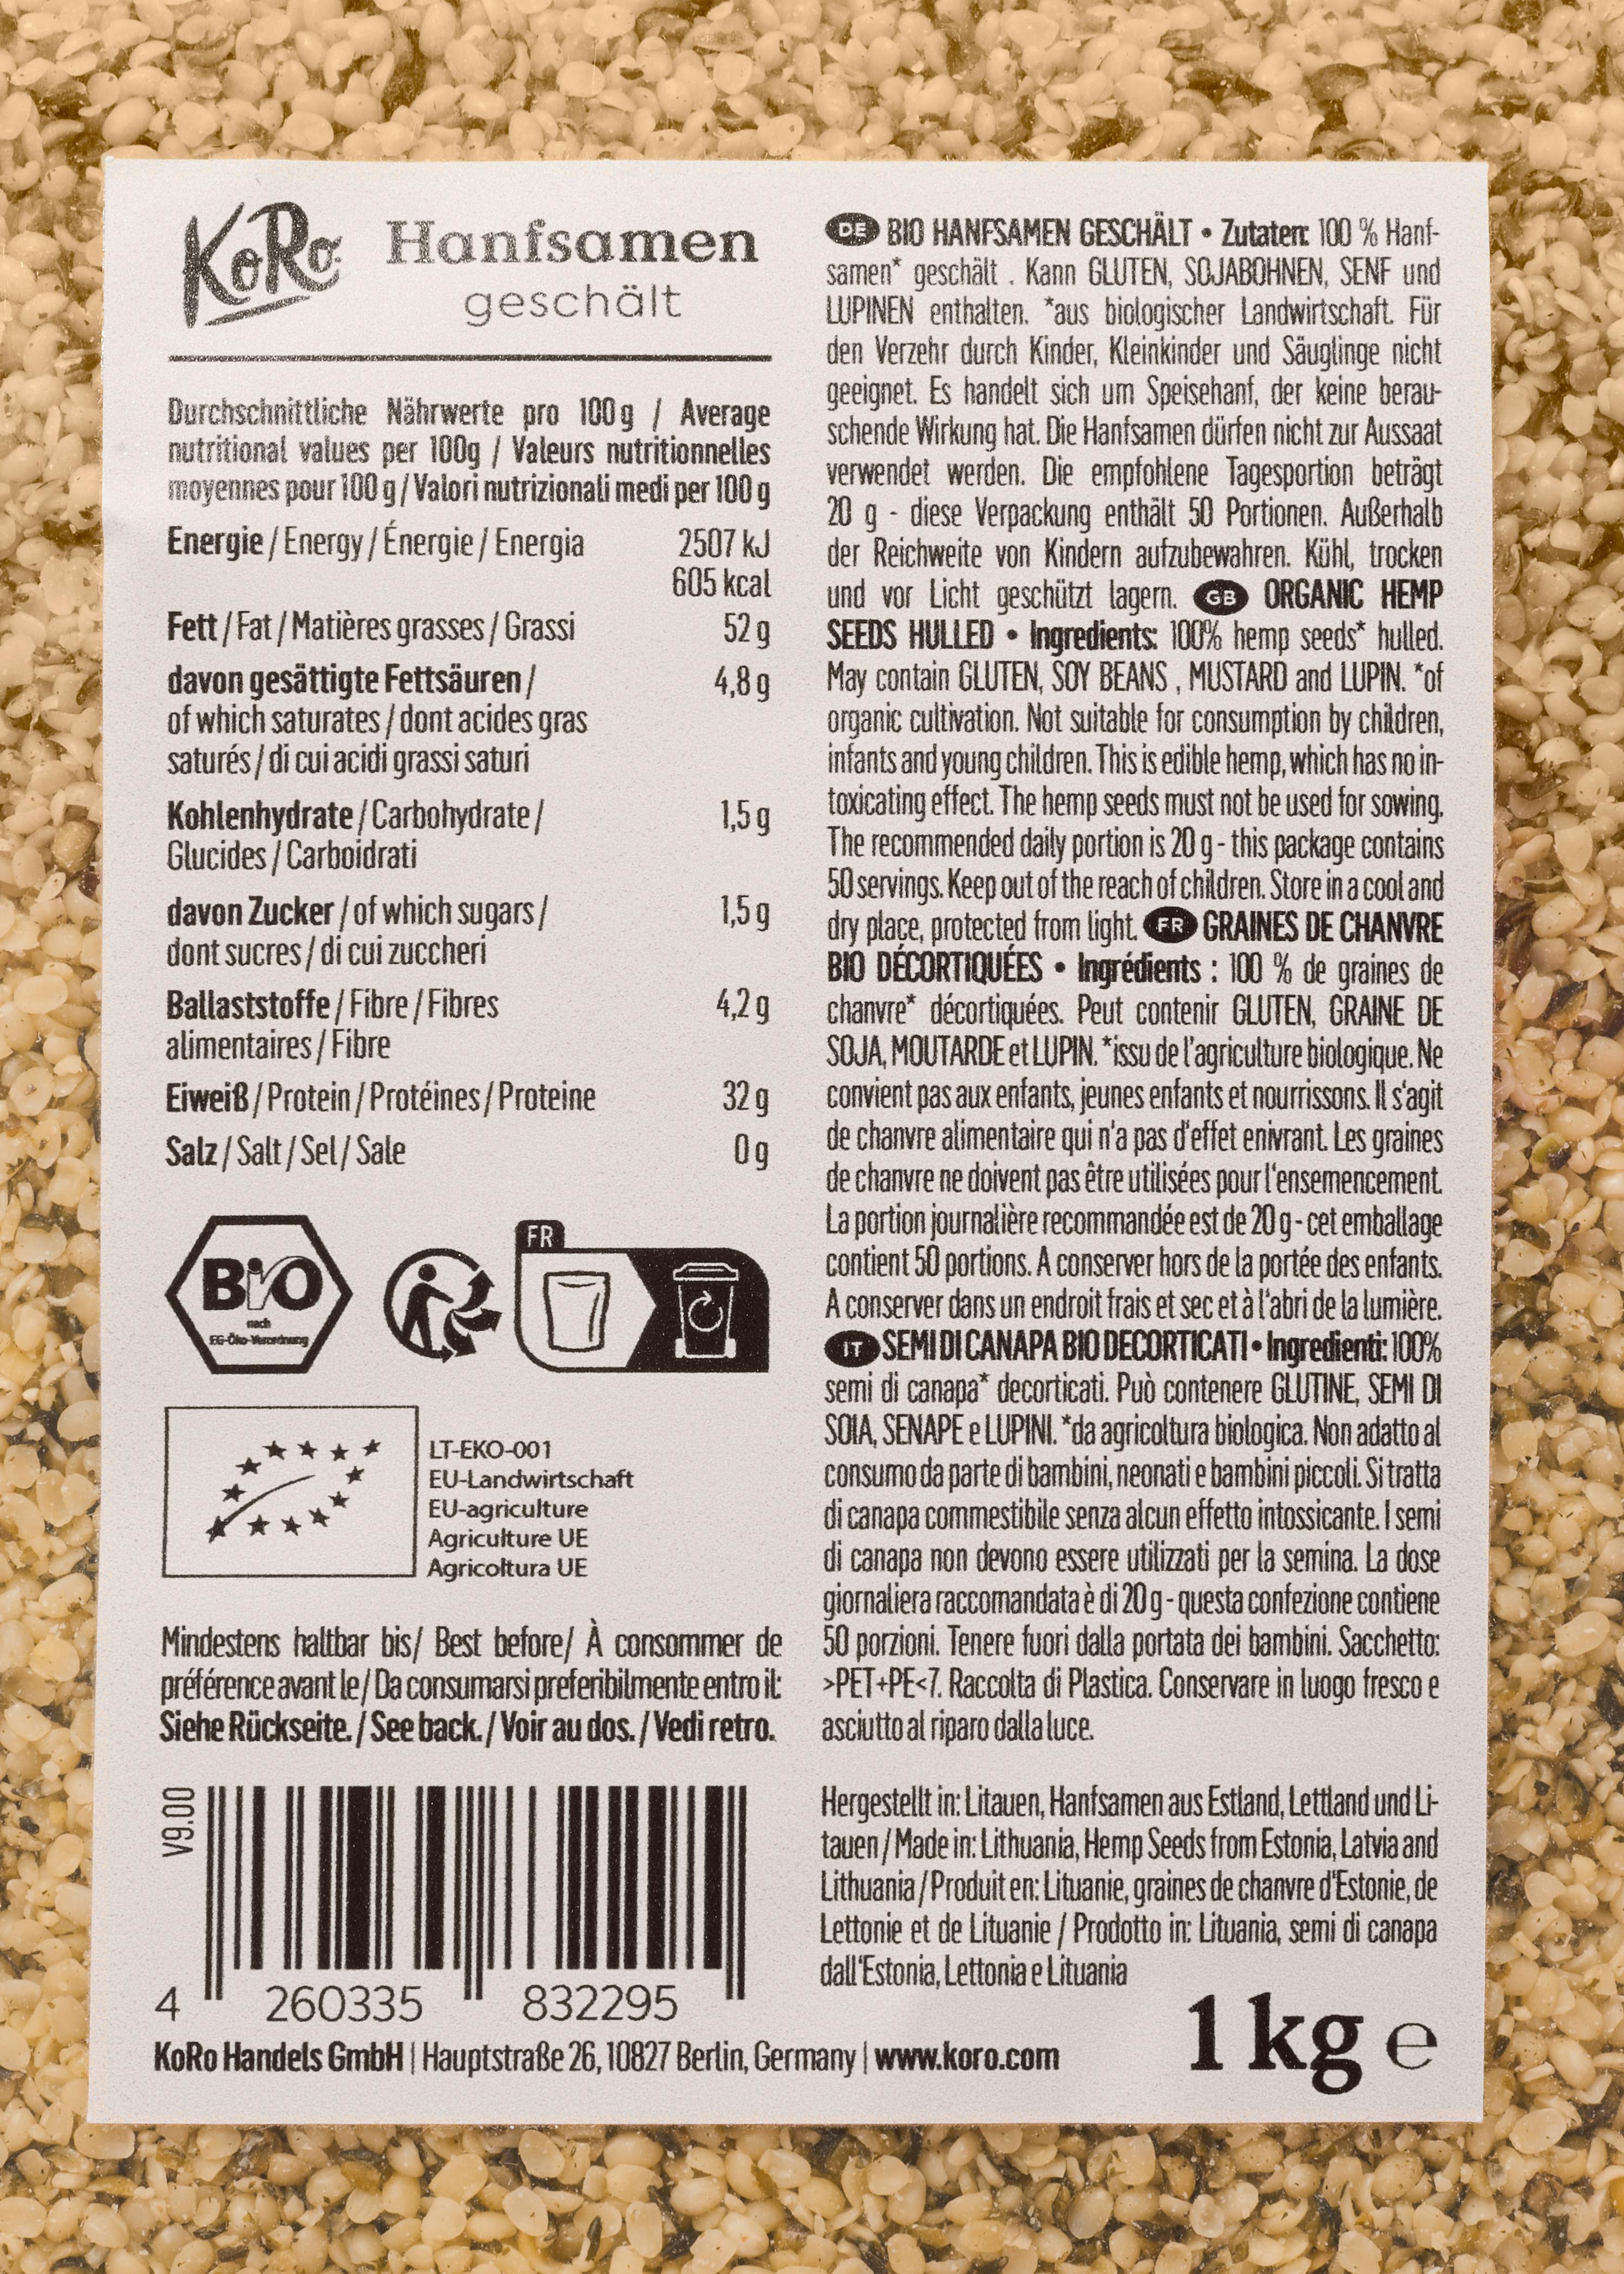 KoRo
Hanfsamen
geschält
Durchschnittliche Nährwerte pro 100 g / Average
nutritional values per 100g / Valeurs nutritionnelles
moyennes pour 100 g / Valori nutrizionali medi per 100 g
Energie / Energy / Énergie / Energia 2507 kJ
605 kcal
Fett / Fat / Matières grasses / Grassi 52 g
davon gesättigte Fettsäuren / 4,8 g
of which saturates / dont acides gras
saturés / di cui acidi grassi saturi
Kohlenhydrate / Carbohydrate / 1,5 g
Glucides / Carboidrati
davon Zucker / of which sugars / 1,5 g
dont sucres / di cui zuccheri
Ballaststoffe / Fibre / Fibres 4,2 g
alimentaires / Fibre
Eiweiß / Protein / Protéines / Proteine 32 g
Salz / Salt / Sel / Sale 0 g
Bio
nach
EG-Öko-Verordnung
FR
LT-EKO-001
EU-Landwirtschaft
EU-agriculture
Agriculture UE
Agricoltura UE
Mindestens haltbar bis/ Best before/ À consommer de
préférence avant le / Da consumarsi preferibilmente entro il:
Siehe Rückseite. / See back. / Voir au dos. / Vedi retro.
V9.00
4 260335 832295
DE BIO HANFSAMEN GESCHÄLT • Zutaten: 100 % Hanf-
samen* geschält . Kann GLUTEN, SOJABOHNEN, SENF und
LUPINEN enthalten. *aus biologischer Landwirtschaft. Für
den Verzehr durch Kinder, Kleinkinder und Säuglinge nicht
geeignet. Es handelt sich um Speisehanf, der keine berau-
schende Wirkung hat. Die Hanfsamen dürfen nicht zur Aussaat
verwendet werden. Die empfohlene Tagesportion beträgt
20 g - diese Verpackung enthält 50 Portionen. Außerhalb
der Reichweite von Kindern aufzubewahren. Kühl, trocken
und vor Licht geschützt lagern. GB ORGANIC HEMP
SEEDS HULLED • Ingredients: 100% hemp seeds* hulled.
May contain GLUTEN, SOY BEANS , MUSTARD and LUPIN. *of
organic cultivation. Not suitable for consumption by children,
infants and young children. This is edible hemp, which has no in-
toxicating effect. The hemp seeds must not be used for sowing.
The recommended daily portion is 20 g - this package contains
50 servings. Keep out of the reach of children. Store in a cool and
dry place, protected from light. FR GRAINES DE CHANVRE
BIO DÉCORTIQUÉES • Ingrédients : 100 % de graines de
chanvre* décortiquées. Peut contenir GLUTEN, GRAINE DE
SOJA, MOUTARDE et LUPIN. *issu de l'agriculture biologique. Ne
convient pas aux enfants, jeunes enfants et nourrissons. Il s'agit
de chanvre alimentaire qui n'a pas d'effet enivrant. Les graines
de chanvre ne doivent pas être utilisées pour l'ensemencement.
La portion journalière recommandée est de 20 g - cet emballage
contient 50 portions. A conserver hors de la portée des enfants.
A conserver dans un endroit frais et sec et à l'abri de la lumière.
IT SEMI DI CANAPA BIO DECORTICATI • Ingredienti: 100%
semi di canapa* decorticati. Può contenere GLUTINE, SEMI DI
SOIA, SENAPE e LUPINI. *da agricoltura biologica. Non adatto al
consumo da parte di bambini, neonati e bambini piccoli. Si tratta
di canapa commestibile senza alcun effetto intossicante. I semi
di canapa non devono essere utilizzati per la semina. La dose
giornaliera raccomandata è di 20 g - questa confezione contiene
50 porzioni. Tenere fuori dalla portata dei bambini. Sacchetto:
>PET+PE<7. Raccolta di Plastica. Conservare in luogo fresco e
asciutto al riparo dalla luce.
Hergestellt in: Litauen, Hanfsamen aus Estland, Lettland und Li-
tauen / Made in: Lithuania, Hemp Seeds from Estonia, Latvia and
Lithuania / Produit en: Lituanie, graines de chanvre d'Estonie, de
Lettonie et de Lituanie / Prodotto in: Lituania, semi di canapa
dall'Estonia, Lettonia e Lituania
1 kg ℮
KoRo Handels GmbH | Hauptstraße 26, 10827 Berlin, Germany | www.koro.com